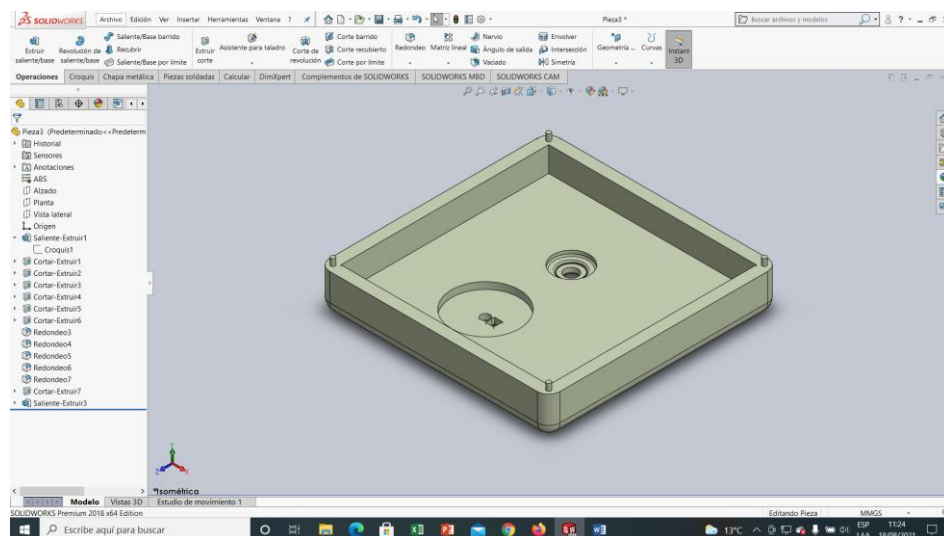 SOLIDWORKS Archivo Edición Ver Insertar Herramientas Ventana ? Pieza3 * Buscar archivos y modelos
Extruir saliente/base
Revolución de saliente/base
Saliente/Base barrido
Recubrir
Saliente/Base por límite
Extruir corte
Asistente para taladro
Corte de revolución
Corte barrido
Corte recubierto
Corte por límite
Redondeo
Matriz lineal
Nervio
Ángulo de salida
Vaciado
Envolver
Intersección
Simetría
Geometría ...
Curvas
Instant 3D
Operaciones Croquis Chapa metálica Piezas soldadas Calcular DimXpert Complementos de SOLIDWORKS SOLIDWORKS MBD SOLIDWORKS CAM
Pieza3 (Predeterminado<<Predeterm
Historial
Sensores
Anotaciones
ABS
Alzado
Planta
Vista lateral
Origen
Saliente-Extruir1
Croquis1
Cortar-Extruir1
Cortar-Extruir2
Cortar-Extruir3
Cortar-Extruir4
Cortar-Extruir5
Cortar-Extruir6
Redondeo3
Redondeo4
Redondeo5
Redondeo6
Redondeo7
Cortar-Extruir7
Saliente-Extruir3
*Isométrica
Modelo Vistas 3D Estudio de movimiento 1
SOLIDWORKS Premium 2018 x64 Edition Editando Pieza MMGS
Escribe aquí para buscar 13°C ESP 11:24
LAA 18/08/2021